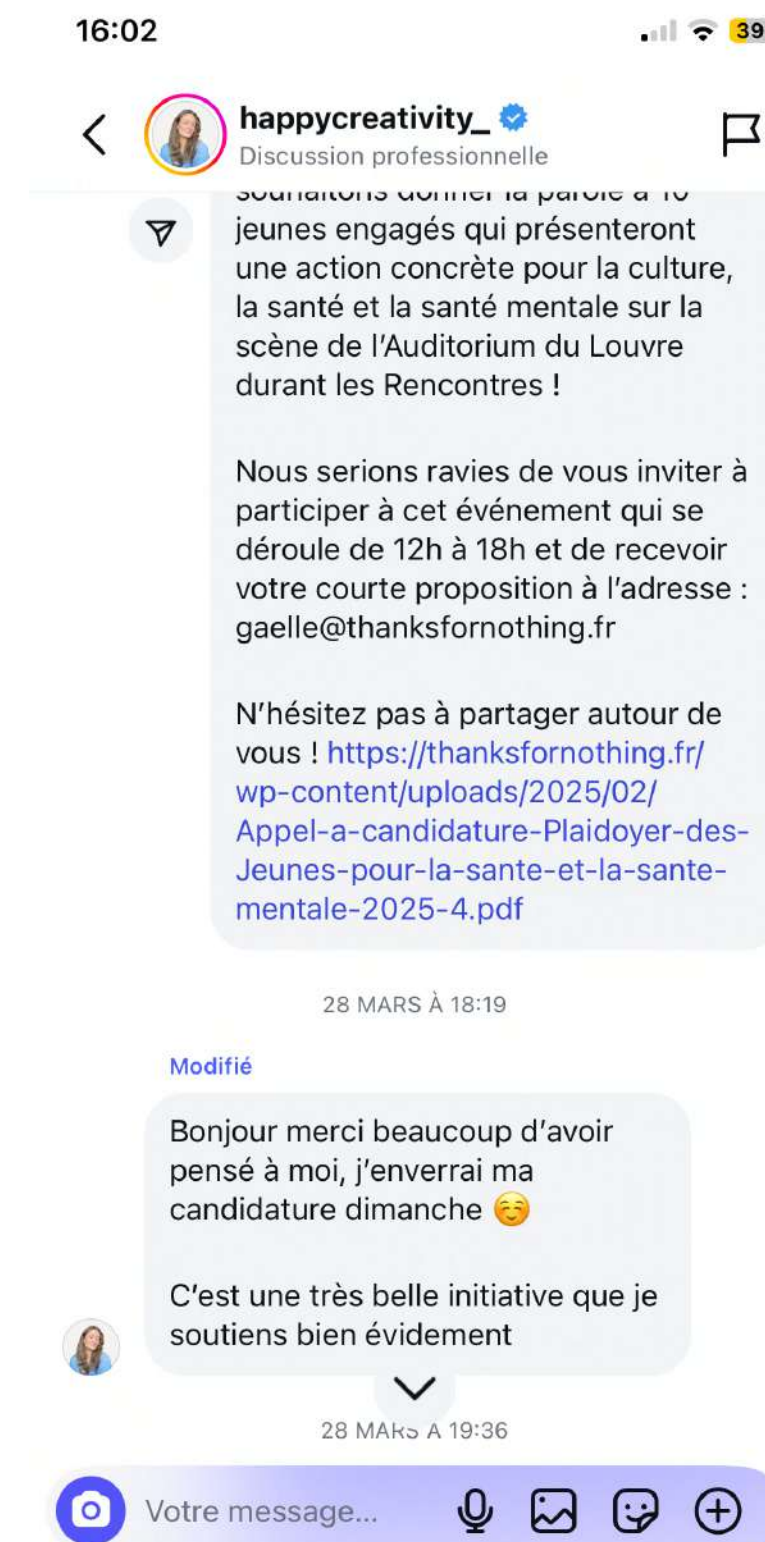 16:02
39
happycreativity_
Discussion professionnelle
souhaitons donner la parole à 10
jeunes engagés qui présenteront
une action concrète pour la culture,
la santé et la santé mentale sur la
scène de l'Auditorium du Louvre
durant les Rencontres !
Nous serions ravies de vous inviter à
participer à cet événement qui se
déroule de 12h à 18h et de recevoir
votre courte proposition à l'adresse :
gaelle@thanksfornothing.fr
N'hésitez pas à partager autour de
vous ! https://thanksfornothing.fr/
wp-content/uploads/2025/02/
Appel-a-candidature-Plaidoyer-des-
Jeunes-pour-la-sante-et-la-sante-
mentale-2025-4.pdf
28 MARS À 18:19
Modifié
Bonjour merci beaucoup d'avoir
pensé à moi, j'enverrai ma
candidature dimanche ☺️
C'est une très belle initiative que je
soutiens bien évidement
28 MARS À 19:36
Votre message...